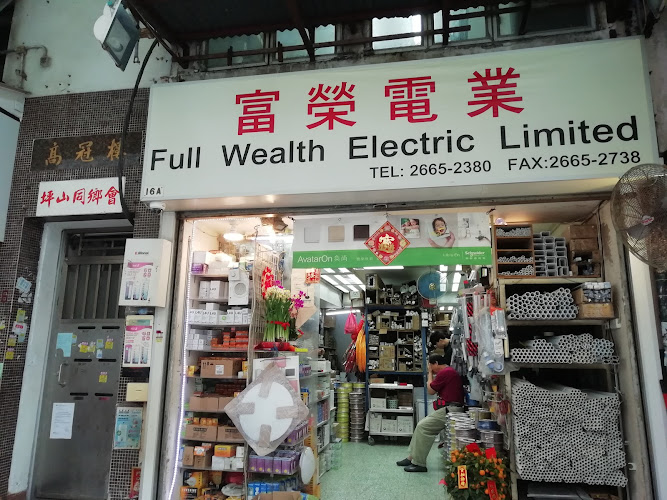 富榮電業
Full Wealth Electric Limited
16A
TEL: 2665-2380 FAX:2665-2738
高冠樓
坪山同鄉會
AvatarOn
Schneider